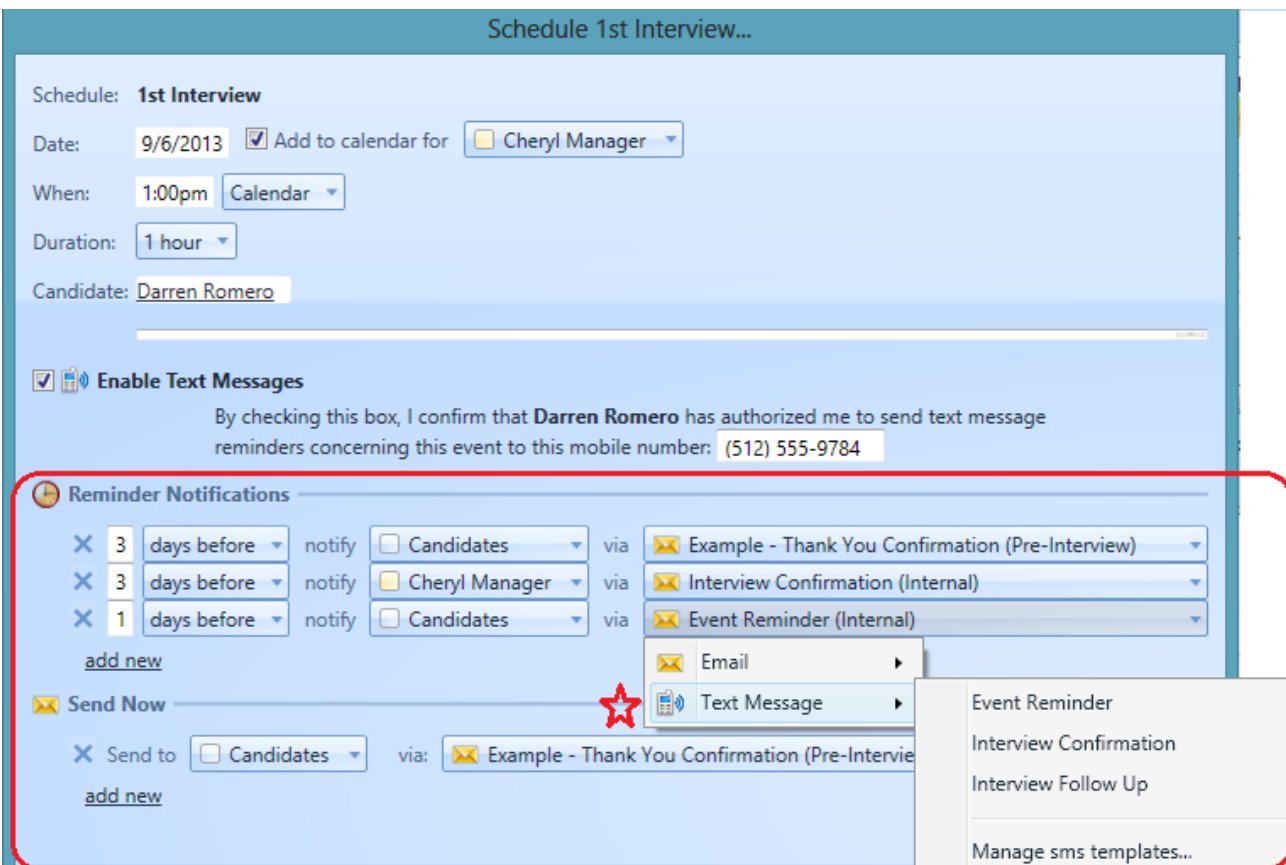 Schedule 1st Interview...
Schedule: 1st Interview
Date: 9/6/2013 Add to calendar for Cheryl Manager
When: 1:00pm Calendar
Duration: 1 hour
Candidate: Darren Romero
Enable Text Messages
By checking this box, I confirm that Darren Romero has authorized me to send text message
reminders concerning this event to this mobile number: (512) 555-9784
Reminder Notifications
3 days before notify Candidates via Example - Thank You Confirmation (Pre-Interview)
3 days before notify Cheryl Manager via Interview Confirmation (Internal)
1 days before notify Candidates via Event Reminder (Internal)
add new
Email
Send Now
Text Message
Event Reminder
Interview Confirmation
Interview Follow Up
Manage sms templates...
Send to Candidates via: Example - Thank You Confirmation (Pre-Intervie
add new